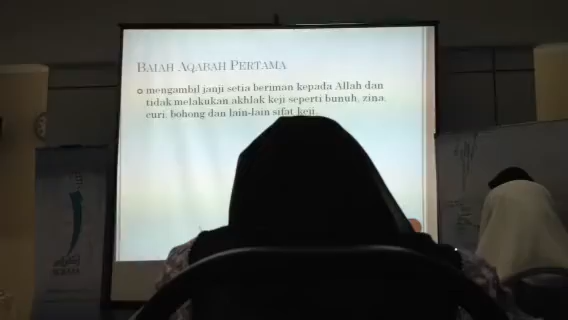 BAIAH AQABAH PERTAMA
mengambil janji setia beriman kepada Allah dan
tidak melakukan akhlak keji seperti bunuh, zina,
curi, bohong dan lain-lain sifat keji.